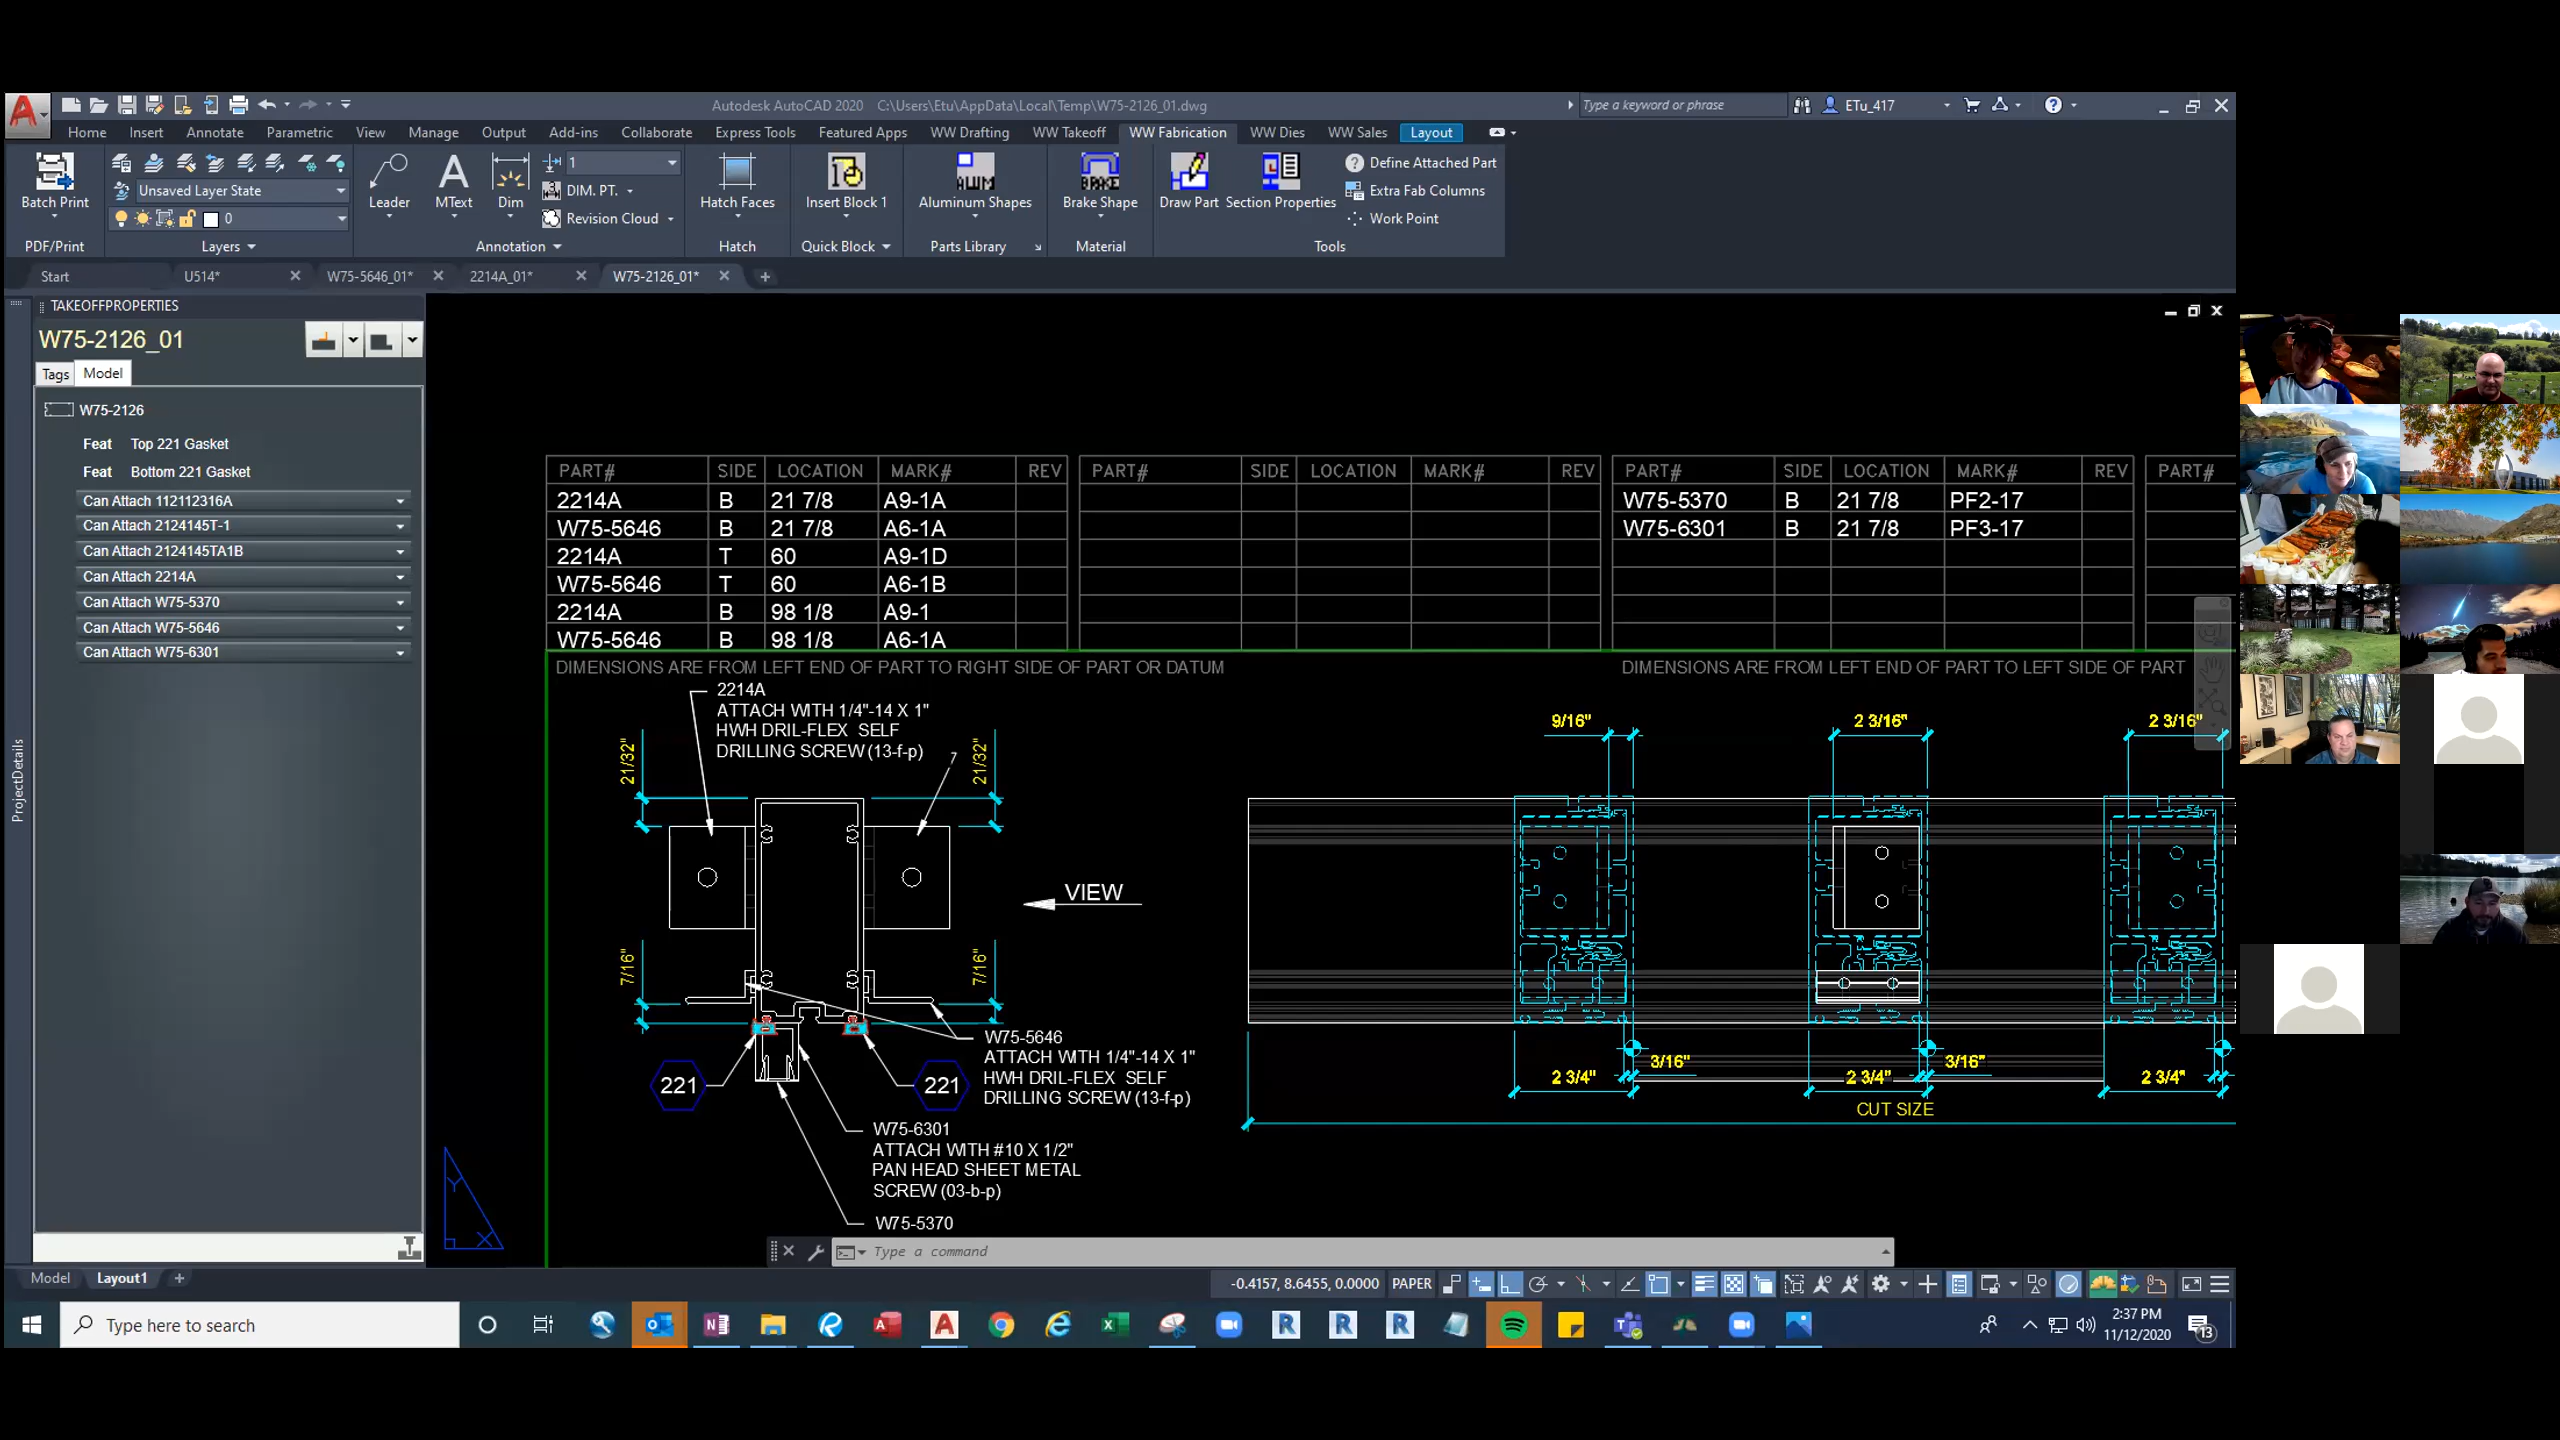 Autodesk AutoCAD 2020 C:\Users\Etu\AppData\Local\Temp\W75-2126_01.dwg
Type a keyword or phrase
ETu_417
Home Insert Annotate Parametric View Manage Output Add-ins Collaborate Express Tools Featured Apps WW Drafting WW Takeoff WW Fabrication WW Dies WW Sales Layout
Batch Print
PDF/Print
Unsaved Layer State
0
Layers
Leader
MText
Dim
1
DIM. PT.
Revision Cloud
Annotation
Hatch Faces
Hatch
Insert Block 1
Quick Block
ALUM
Aluminum Shapes
Parts Library
BRAKE
Brake Shape
Material
Draw Part
Section Properties
Define Attached Part
Extra Fab Columns
Work Point
Tools
Start
U514*
W75-5646_01*
2214A_01*
W75-2126_01*
TAKEOFFPROPERTIES
W75-2126_01
Tags Model
W75-2126
Feat Top 221 Gasket
Feat Bottom 221 Gasket
Can Attach 112112316A
Can Attach 2124145T-1
Can Attach 2124145TA1B
Can Attach 2214A
Can Attach W75-5370
Can Attach W75-5646
Can Attach W75-6301
ProjectDetails
PART# SIDE LOCATION MARK# REV
2214A B 21 7/8 A9-1A
W75-5646 B 21 7/8 A6-1A
2214A T 60 A9-1D
W75-5646 T 60 A6-1B
2214A B 98 1/8 A9-1
W75-5646 B 98 1/8 A6-1A
PART# SIDE LOCATION MARK# REV
PART# SIDE LOCATION MARK# REV
W75-5370 B 21 7/8 PF2-17
W75-6301 B 21 7/8 PF3-17
PART#
DIMENSIONS ARE FROM LEFT END OF PART TO RIGHT SIDE OF PART OR DATUM
DIMENSIONS ARE FROM LEFT END OF PART TO LEFT SIDE OF PART
2214A
ATTACH WITH 1/4"-14 X 1"
HWH DRIL-FLEX SELF
DRILLING SCREW (13-f-p)
21/32"
21/32"
7/16"
7/16"
VIEW
221
221
W75-5646
ATTACH WITH 1/4"-14 X 1"
HWH DRIL-FLEX SELF
DRILLING SCREW (13-f-p)
W75-6301
ATTACH WITH #10 X 1/2"
PAN HEAD SHEET METAL
SCREW (03-b-p)
W75-5370
9/16"
2 3/16"
2 3/16"
3/16"
3/16"
2 3/4"
2 3/4"
2 3/4"
CUT SIZE
Y
X
Type a command
Model Layout1
-0.4157, 8.6455, 0.0000 PAPER
Type here to search
2:37 PM
11/12/2020
13